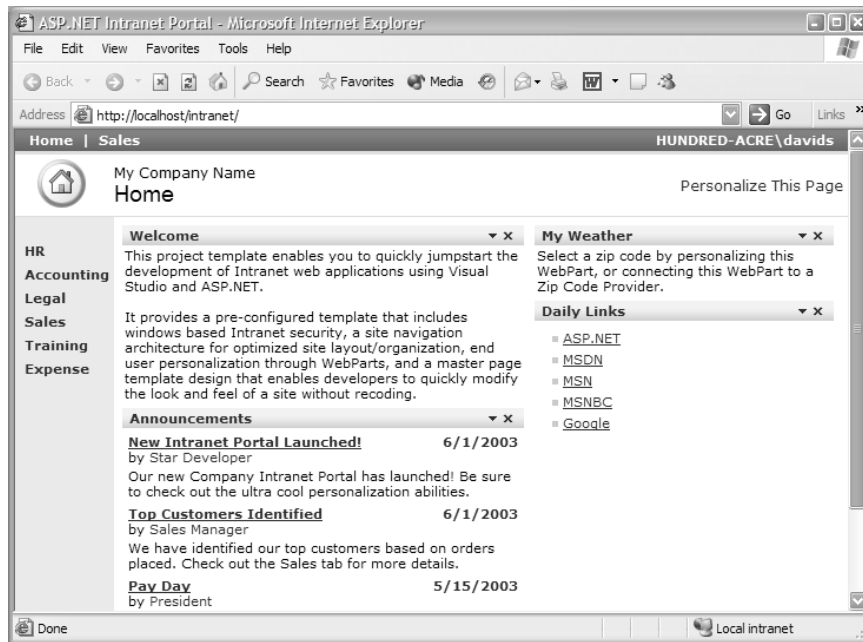 ASP.NET Intranet Portal - Microsoft Internet Explorer
File Edit View Favorites Tools Help
Back Search Favorites Media
Address http://localhost/intranet/ Go Links »
Home | Sales HUNDRED-ACRE\davids
My Company Name
Home
Personalize This Page
HR
Accounting
Legal
Sales
Training
Expense
Welcome
This project template enables you to quickly jumpstart the
development of Intranet web applications using Visual
Studio and ASP.NET.
It provides a pre-configured template that includes
windows based Intranet security, a site navigation
architecture for optimized site layout/organization, end
user personalization through WebParts, and a master page
template design that enables developers to quickly modify
the look and feel of a site without recoding.
Announcements
New Intranet Portal Launched! 6/1/2003
by Star Developer
Our new Company Intranet Portal has launched! Be sure
to check out the ultra cool personalization abilities.
Top Customers Identified 6/1/2003
by Sales Manager
We have identified our top customers based on orders
placed. Check out the Sales tab for more details.
Pay Day 5/15/2003
by President
My Weather
Select a zip code by personalizing this
WebPart, or connecting this WebPart to a
Zip Code Provider.
Daily Links
ASP.NET
MSDN
MSN
MSNBC
Google
Done Local intranet